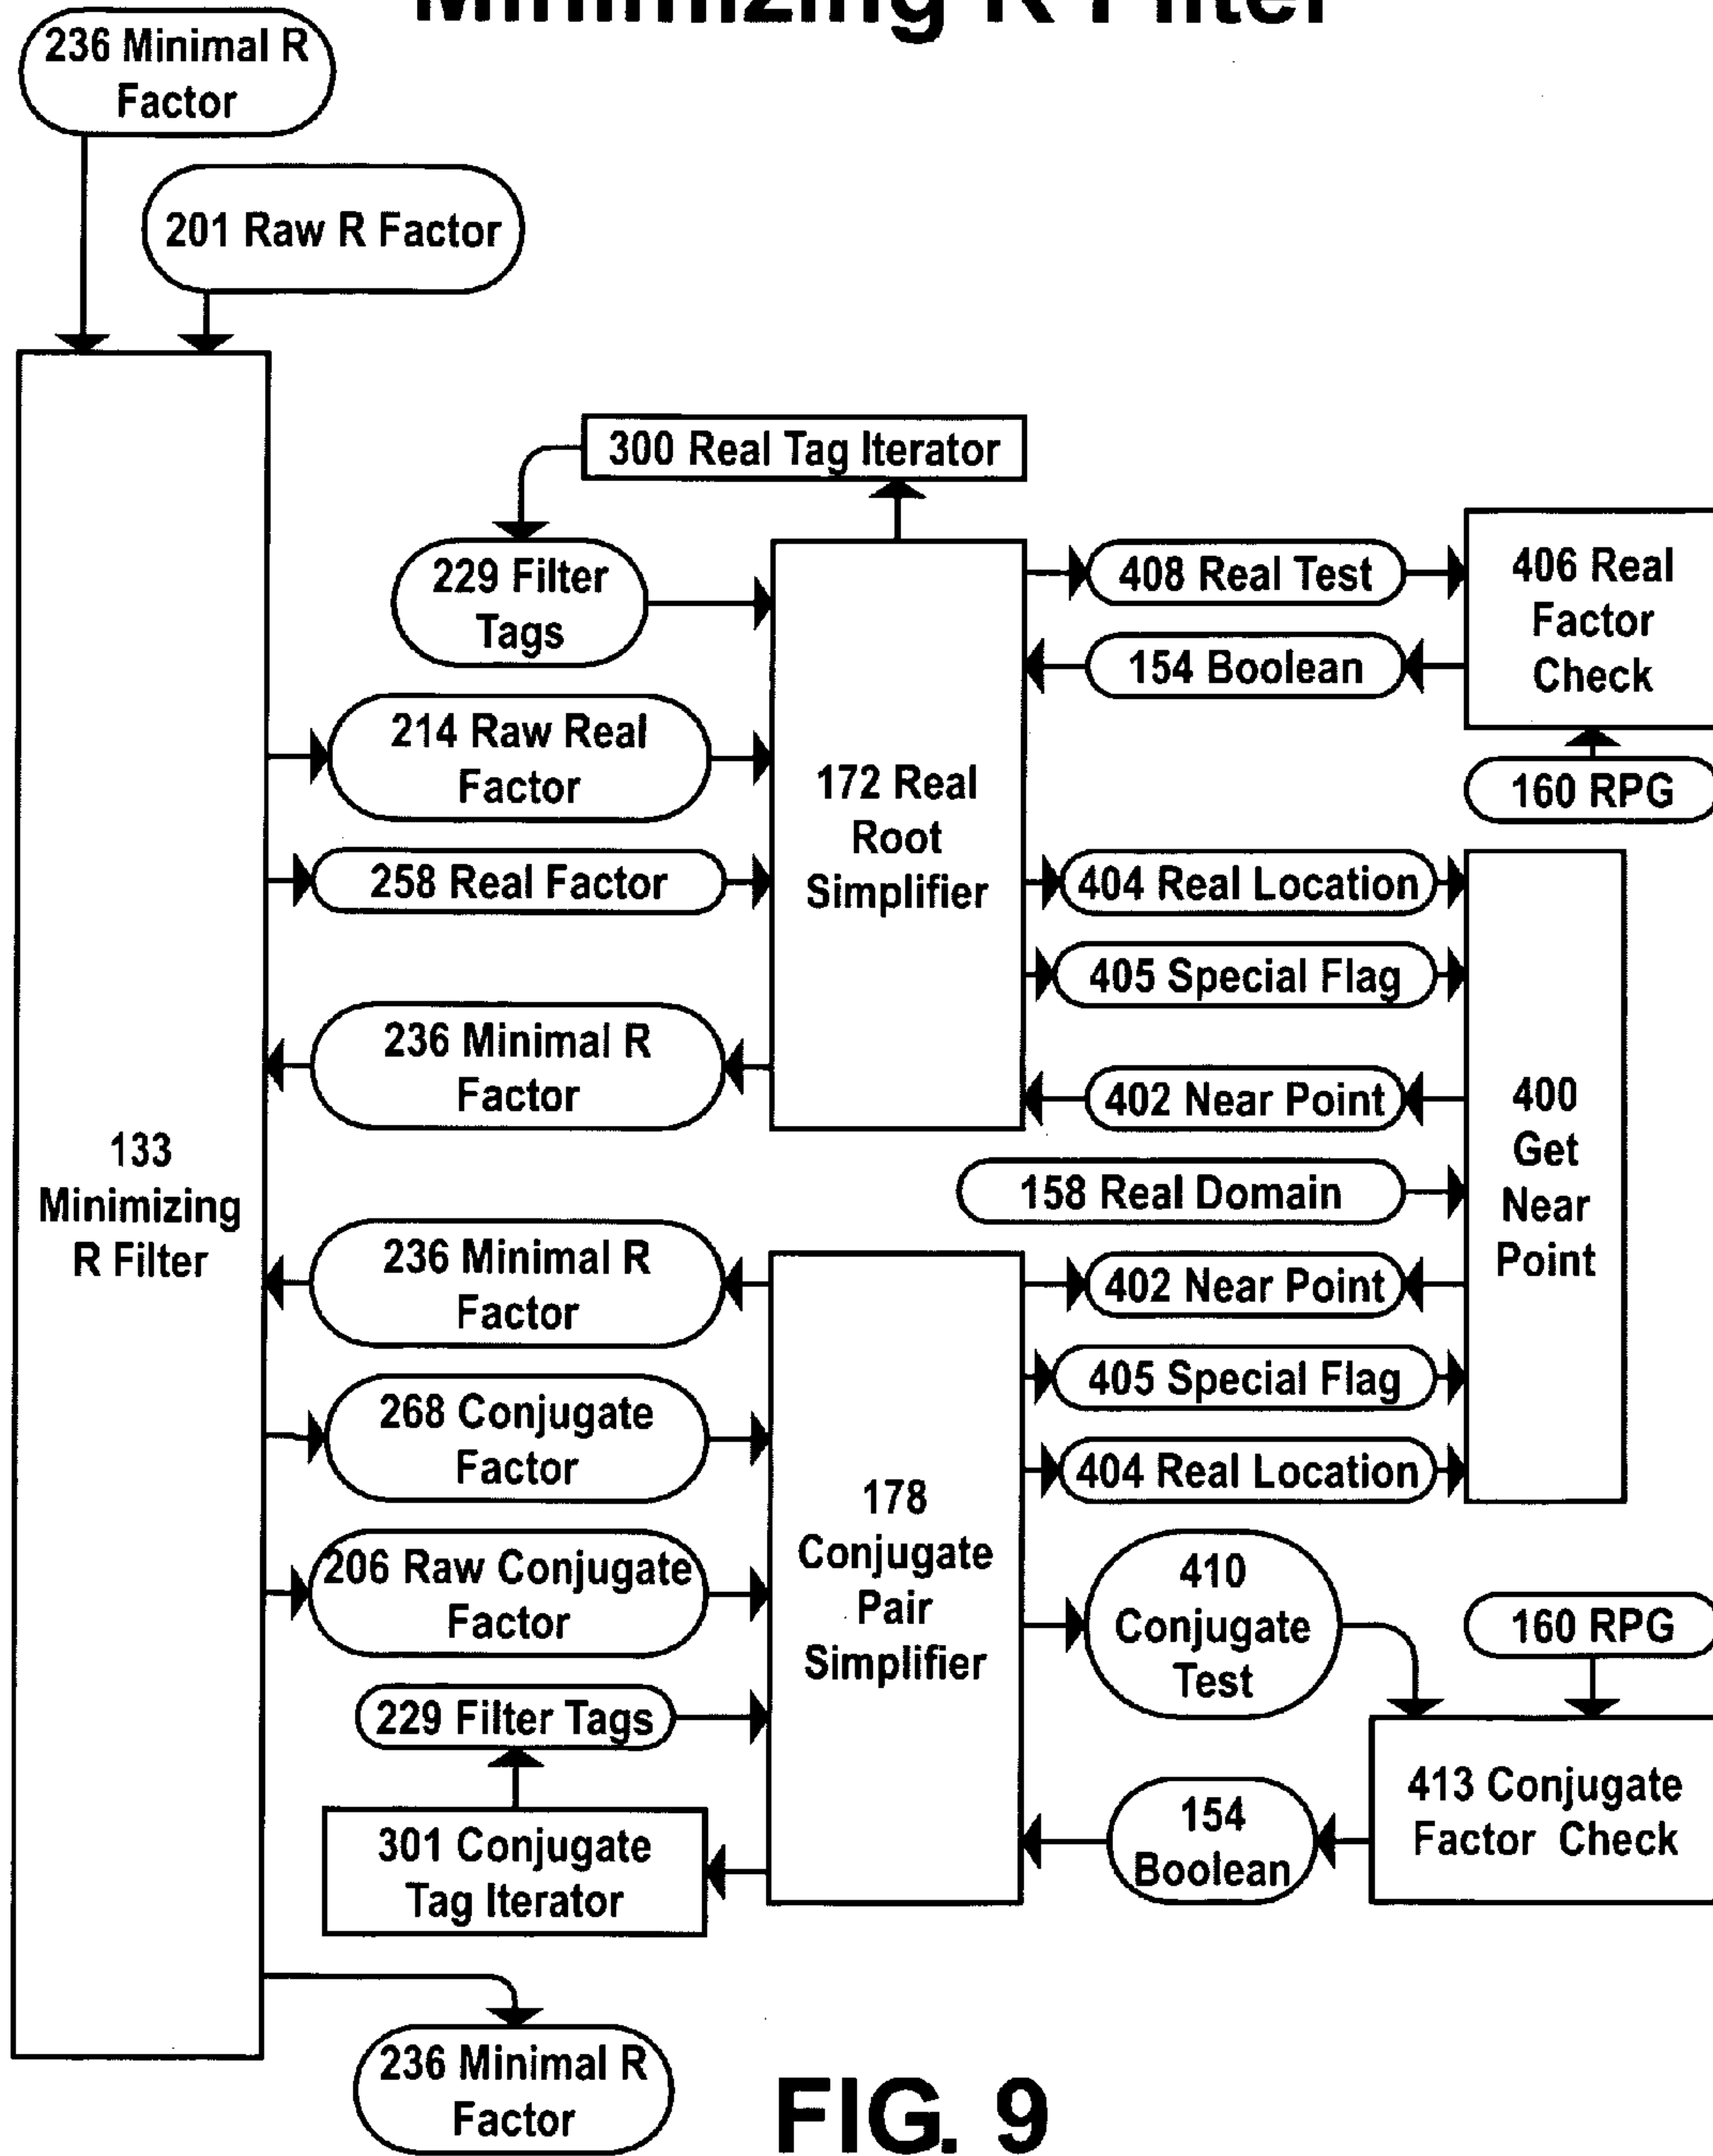 Minimizing R Filter
236 Minimal R
Factor
201 Raw R Factor
300 Real Tag Iterator
229 Filter
Tags
408 Real Test
406 Real
Factor
Check
154 Boolean
214 Raw Real
Factor
172 Real
Root
Simplifier
160 RPG
258 Real Factor
404 Real Location
405 Special Flag
236 Minimal R
Factor
402 Near Point
400
Get
Near
Point
133
Minimizing
R Filter
158 Real Domain
236 Minimal R
Factor
402 Near Point
405 Special Flag
268 Conjugate
Factor
404 Real Location
178
Conjugate
Pair
Simplifier
206 Raw Conjugate
Factor
410
Conjugate
Test
160 RPG
229 Filter Tags
413 Conjugate
Factor Check
154
Boolean
301 Conjugate
Tag Iterator
236 Minimal R
Factor
FIG. 9